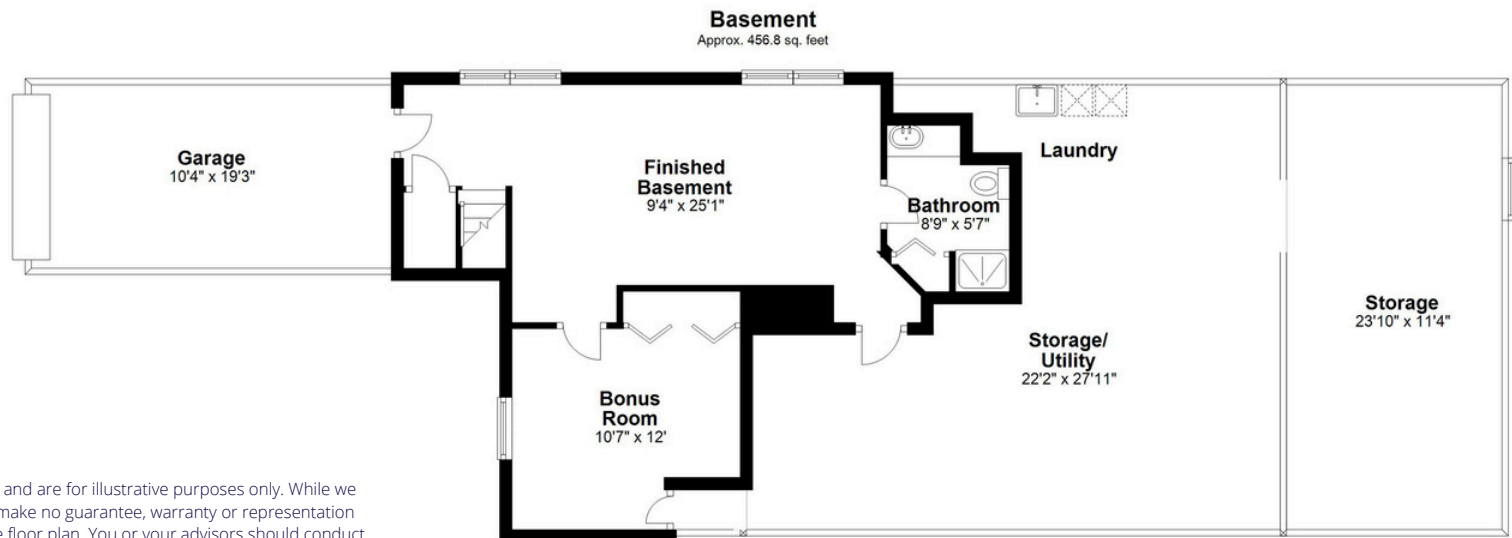 Basement
Approx. 456.8 sq. feet
Garage
10'4" x 19'3"
Finished
Basement
9'4" x 25'1"
Bathroom
8'9" x 5'7"
Laundry
Storage/
Utility
22'2" x 27'11"
Storage
23'10" x 11'4"
Bonus
Room
10'7" x 12'
and are for illustrative purposes only. While we
make no guarantee, warranty or representation
e floor plan. You or your advisors should conduct